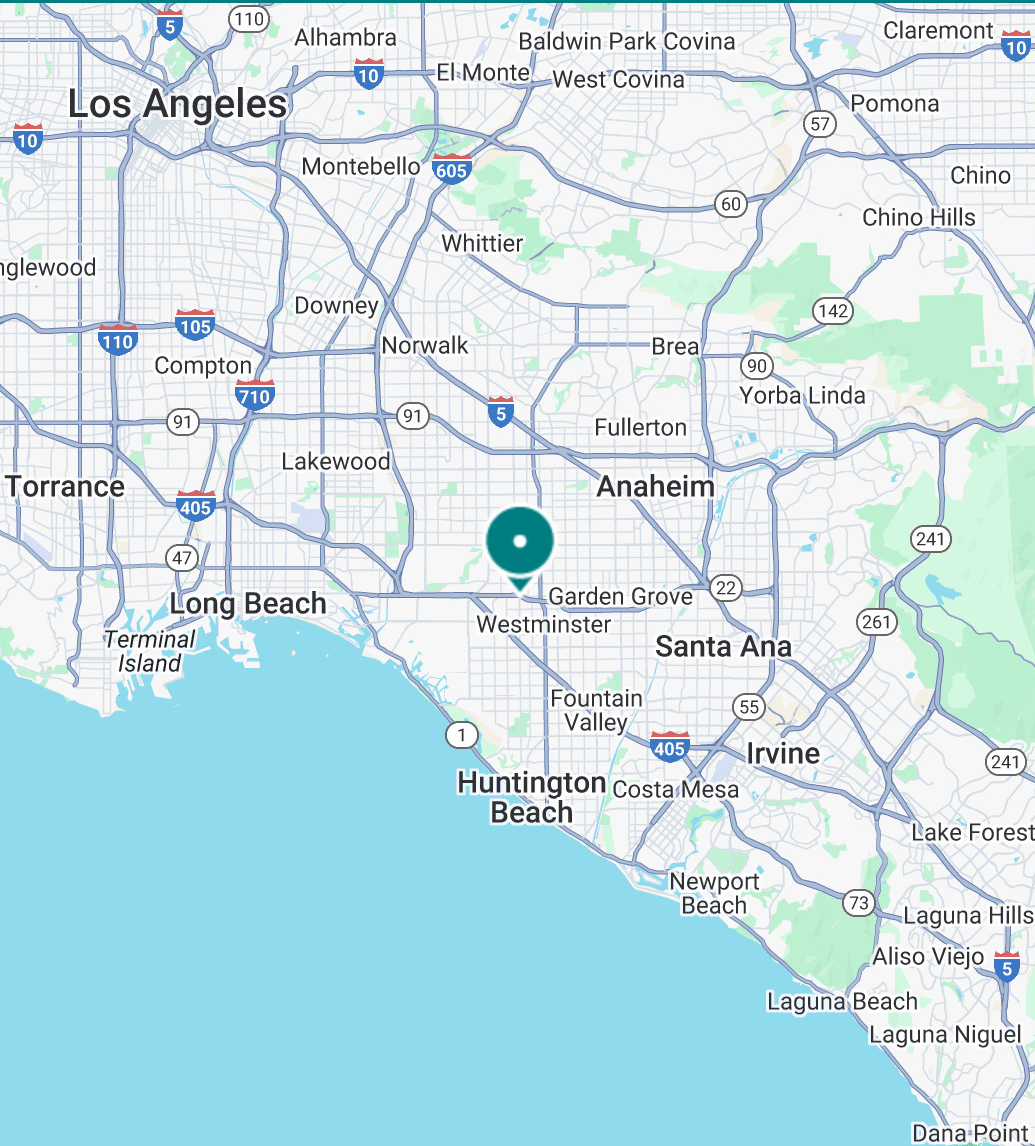 5
110
Alhambra
Baldwin Park
Covina
Claremont
10
10
El Monte
West Covina
Los Angeles
Pomona
57
10
Montebello
605
Chino
60
Chino Hills
Whittier
nglewood
Downey
142
105
110
Norwalk
Brea
Compton
90
710
Yorba Linda
91
91
5
Fullerton
Lakewood
Torrance
Anaheim
405
241
47
22
Garden Grove
Long Beach
Westminster
261
Terminal
Island
Santa Ana
Fountain
Valley
55
1
405
Irvine
241
Huntington
Beach
Costa Mesa
Lake Forest
Newport
Beach
73
Laguna Hills
Aliso Viejo
5
Laguna Beach
Laguna Niguel
Dana Point